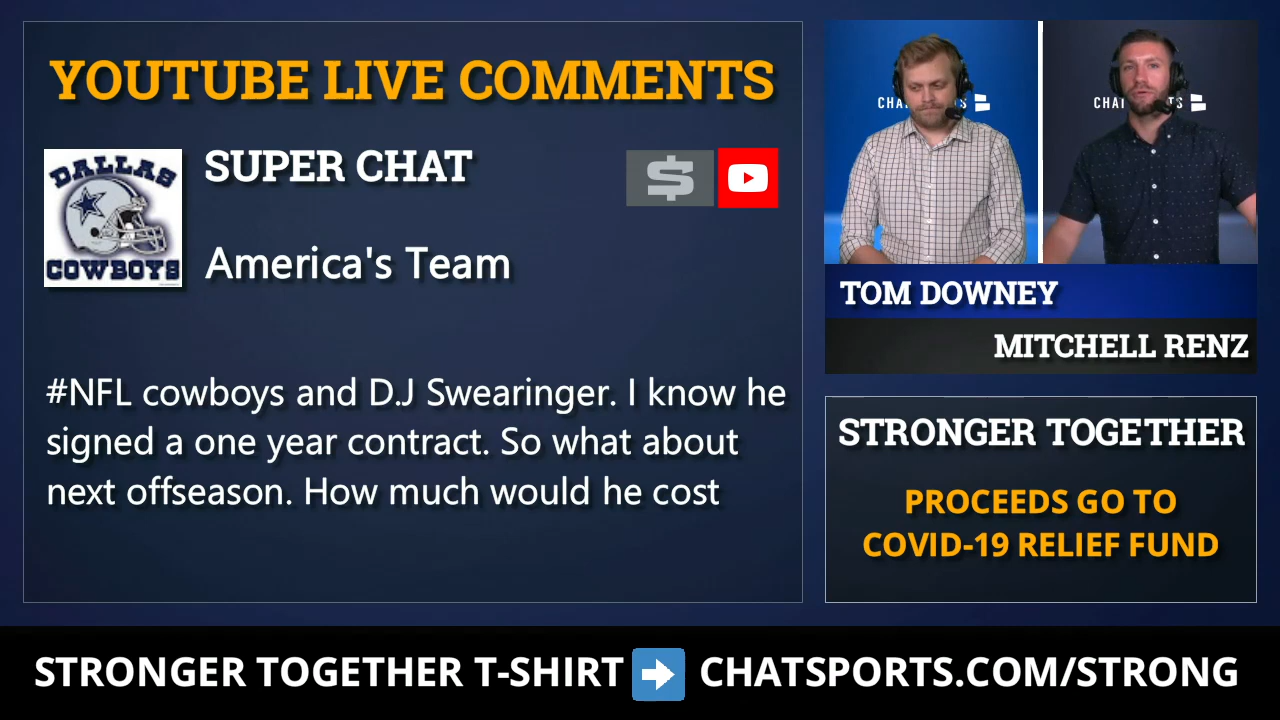 YOUTUBE LIVE COMMENTS
DALLAS
COWBOYS
SUPER CHAT
$
America's Team
#NFL cowboys and D.J Swearinger. I know he
signed a one year contract. So what about
next offseason. How much would he cost
TOM DOWNEY
MITCHELL RENZ
STRONGER TOGETHER
PROCEEDS GO TO
COVID-19 RELIEF FUND
STRONGER TOGETHER T-SHIRT ➡ CHATSPORTS.COM/STRONG